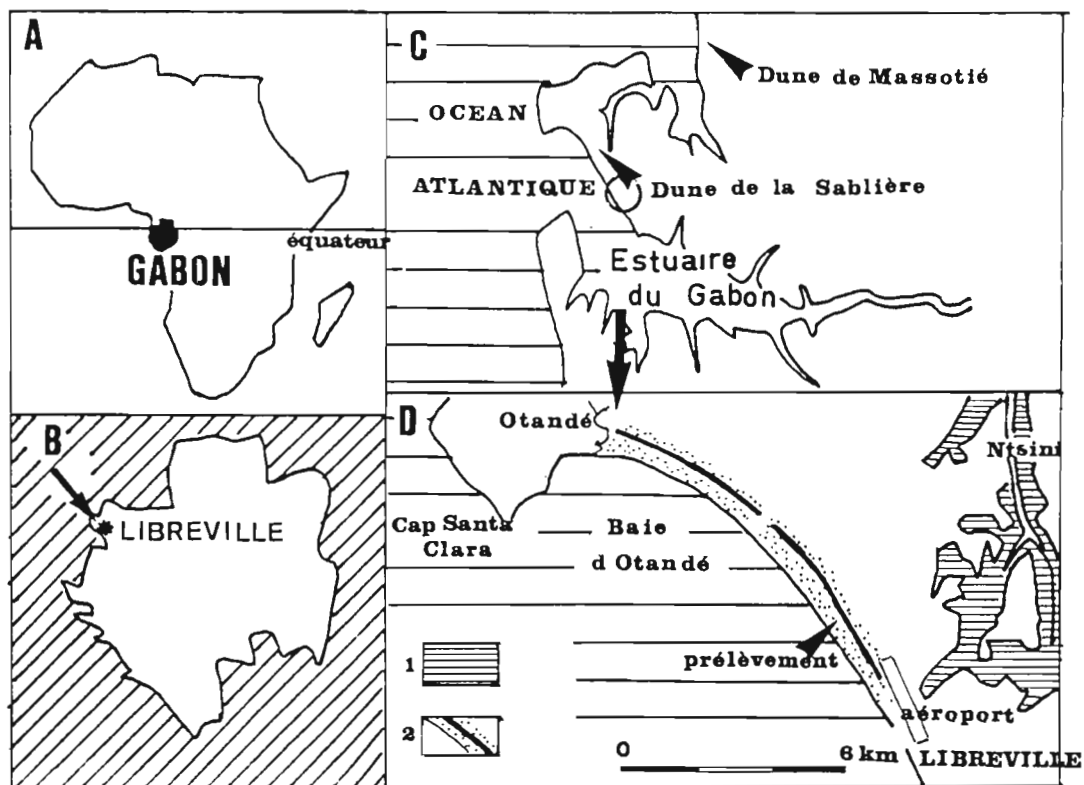 A
équateur
GABON
B
LIBREVILLE
C
Dune de Massotié
OCEAN
ATLANTIQUE
Dune de la Sablière
Estuaire
du Gabon
D
Otandé
Ntsini
Cap Santa
Clara
Baie
d'Otandé
1
prélèvement
2
aéroport
0
6 km
LIBREVILLE